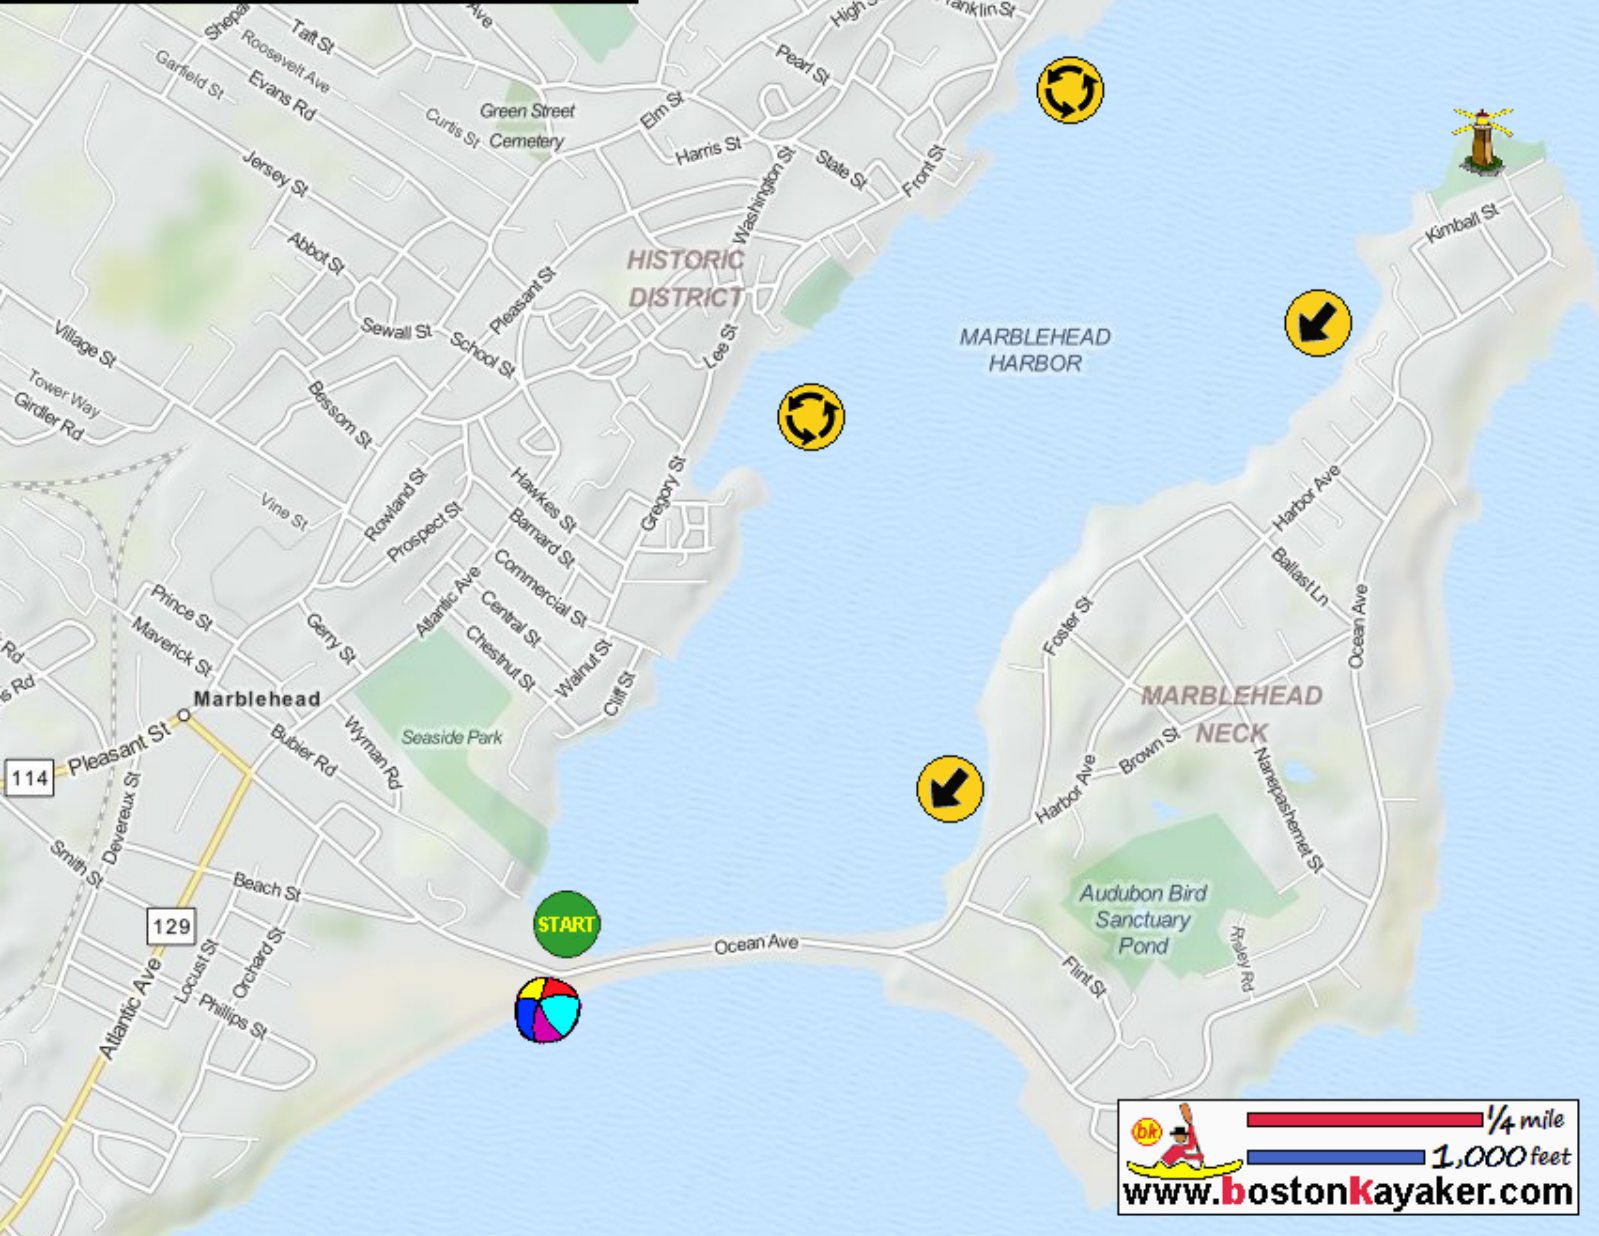 Ave
High S
ranklin St
Shepa
Taft St
Roosevelt Ave
Garfield St
Evans Rd
Pearl St
Green Street
Cemetery
Elm St
Curtis St
Harris St
State St
Front St
Jersey St
Washington St
Kimball St
Abbot St
HISTORIC
DISTRICT
Pleasant St
Sewall St
School St
Lee St
MARBLEHEAD
HARBOR
Village St
Tower Way
Girdler Rd
Bessom St
Vine St
Rowland St
Prospect St
Hawkes St
Barnard St
Gregory St
Harbor Ave
Ballast Ln
Ocean Ave
Foster St
Commercial St
Central St
Chestnut St
Atlantic Ave
Walnut St
Cliff St
Prince St
Maverick St
Gerry St
Rd
s Rd
Marblehead
Pleasant St
114
Bubier Rd
Wyman Rd
Seaside Park
MARBLEHEAD
NECK
Brown St
Harbor Ave
Nanepashemet St
Devereux St
Smith St
Beach St
129
Audubon Bird
Sanctuary
Pond
START
Ocean Ave
Flint St
Risley Rd
Locust St
Orchard St
Phillips St
Atlantic Ave
bk
1/4 mile
1,000 feet
www.bostonkayaker.com